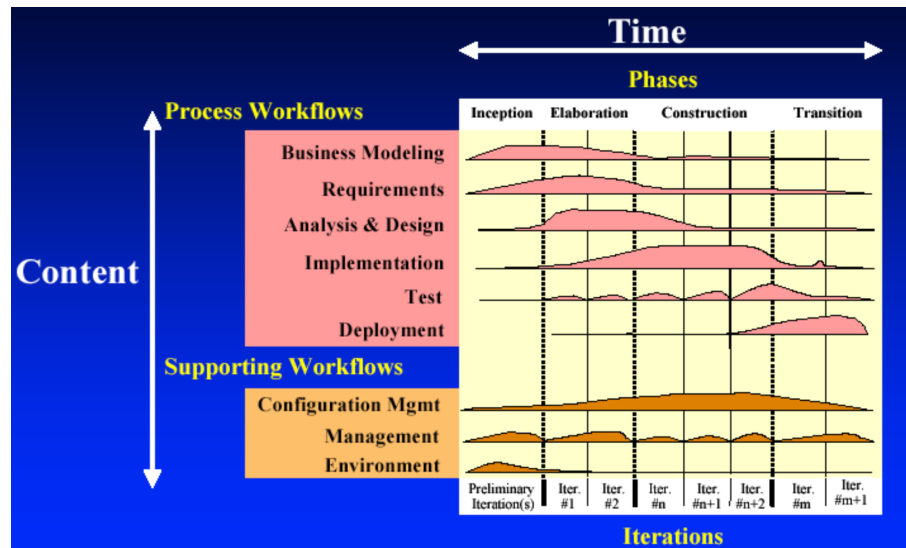 Time
Phases
Process Workflows
Inception Elaboration Construction Transition
Business Modeling
Requirements
Analysis & Design
Implementation
Content
Test
Deployment
Supporting Workflows
Configuration Mgmt
Management
Environment
Preliminary Iter. Iter. Iter. Iter. Iter. Iter. Iter.
Iteration(s) #1 #2 #n #n+1 #n+2 #m #m+1
Iterations